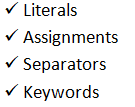 ✓ Literals
✓ Assignments
✓ Separators
✓ Keywords